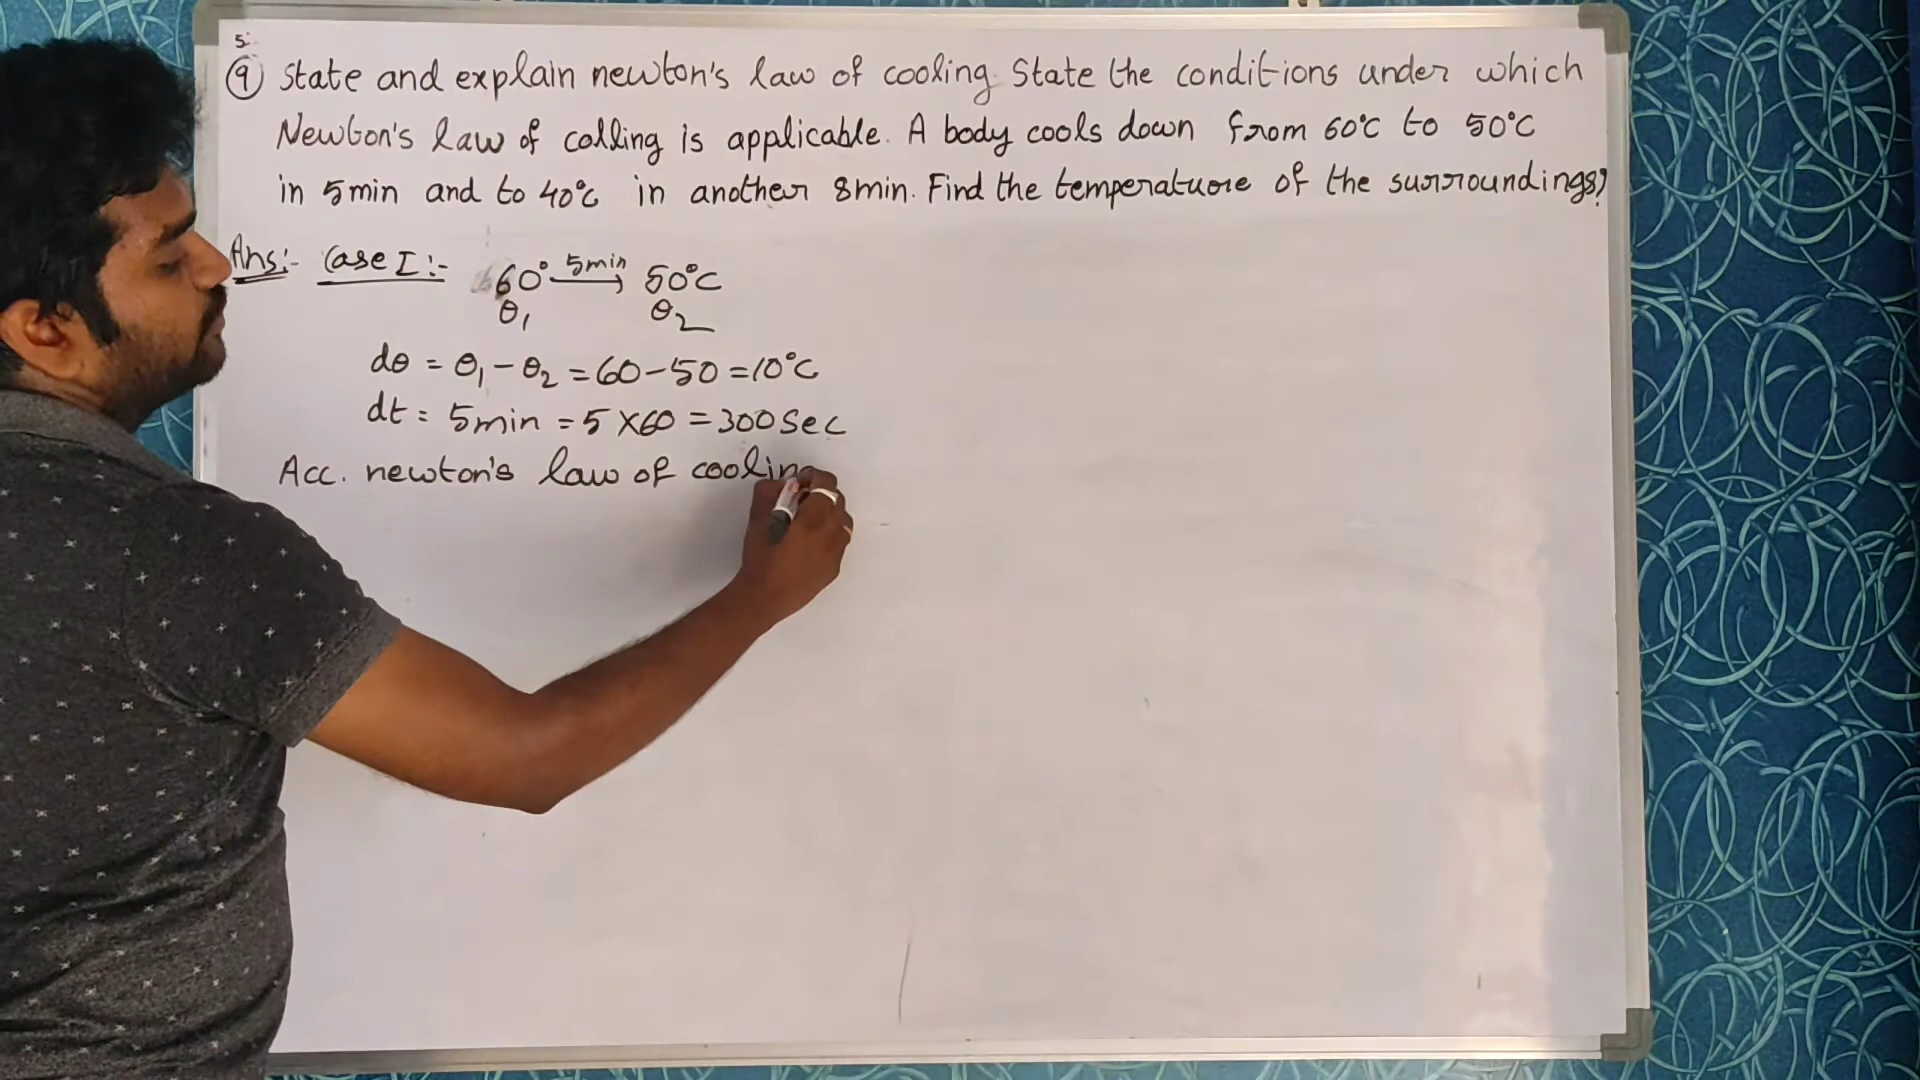 5:
9 State and explain newton's law of cooling. State the conditions under which
Newton's law of colling is applicable. A body cools down from 60°C to 50°C
in 5min and to 40°C in another 8min. Find the temperature of the surroundings?
Ans:- Case I:- 60° 5min → 50°C
θ₁ θ₂
dθ = θ₁ - θ₂ = 60-50 = 10°C
dt = 5min = 5 × 60 = 300 Sec
Acc. newton's law of cooling